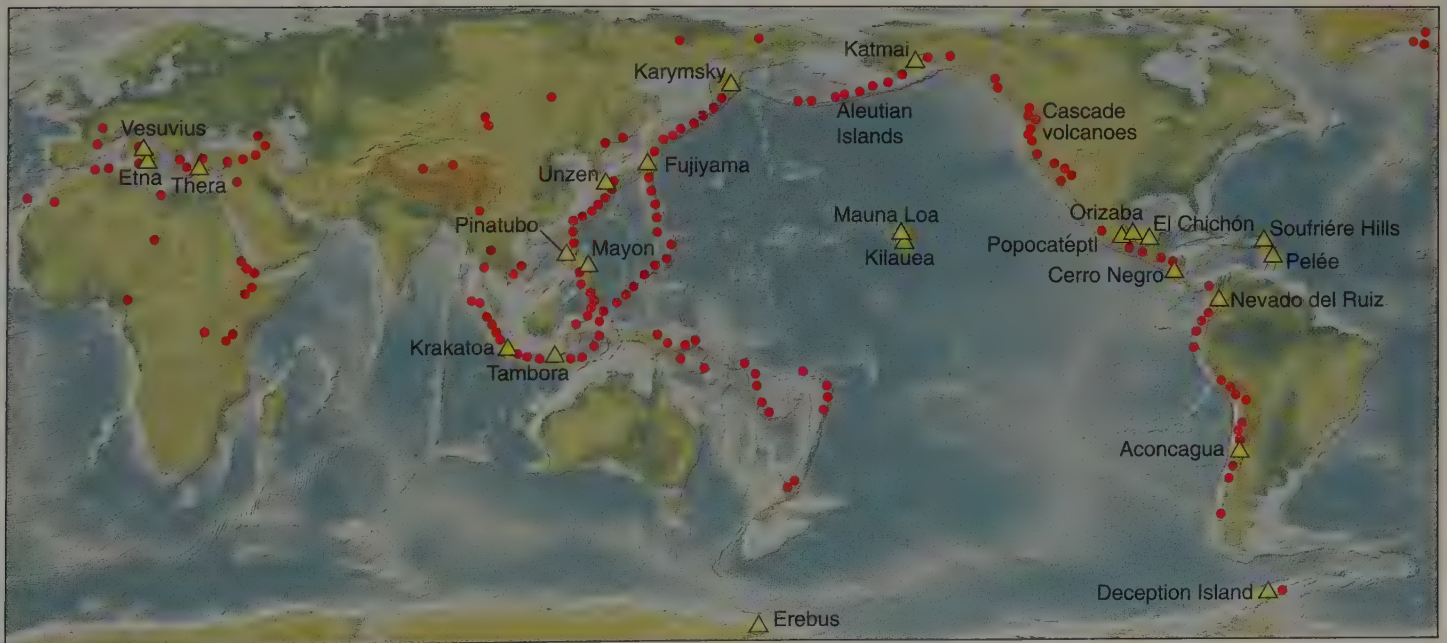 Katmai
Karymsky
Aleutian
Islands
Cascade
volcanoes
Vesuvius
Etna
Thera
Unzen
Fujiyama
Pinatubo
Mayon
Mauna Loa
Kilauea
Orizaba
El Chichón
Soufriére Hills
Popocatéptl
Pelée
Cerro Negro
Nevado del Ruiz
Krakatoa
Tambora
Aconcagua
Deception Island
Erebus